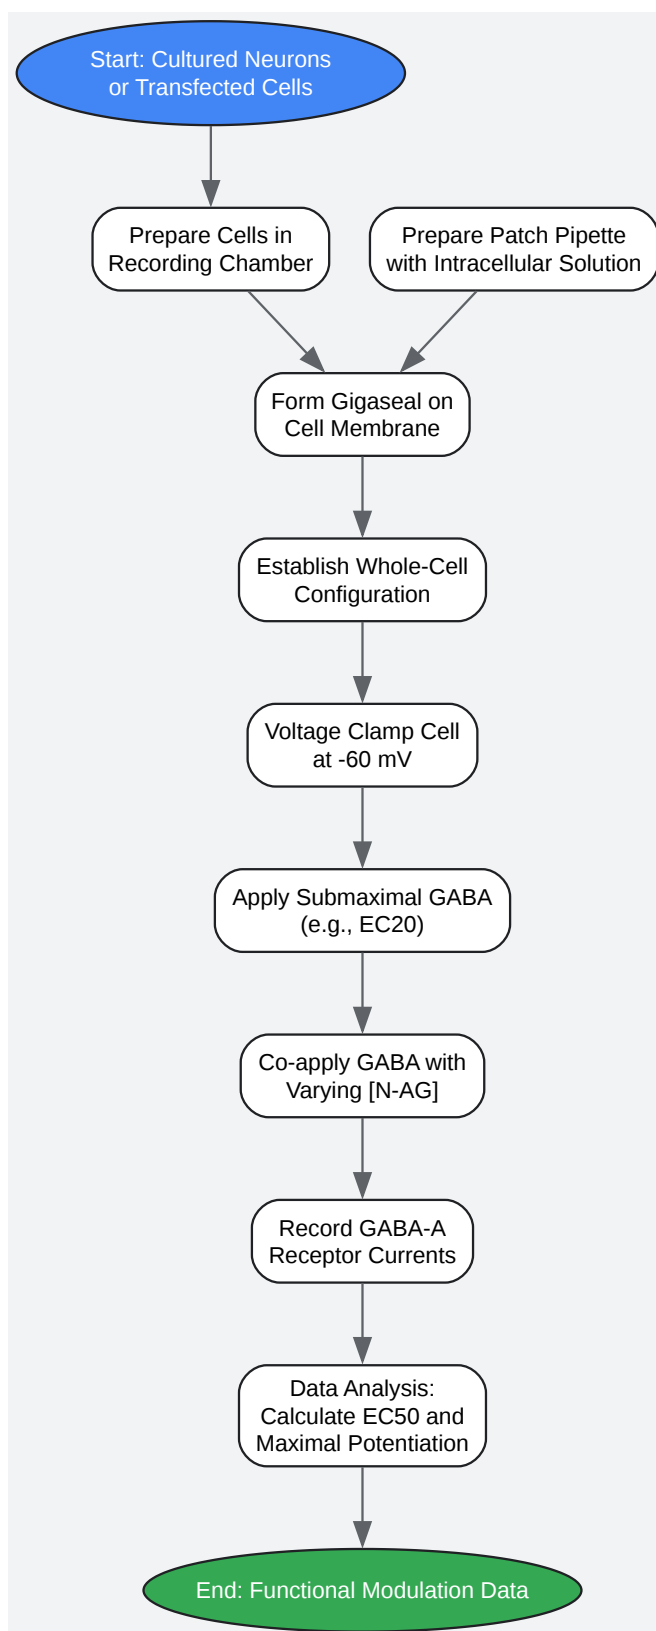 Start: Cultured Neurons
or Transfected Cells
Prepare Cells in
Recording Chamber
Prepare Patch Pipette
with Intracellular Solution
Form Gigaseal on
Cell Membrane
Establish Whole-Cell
Configuration
Voltage Clamp Cell
at -60 mV
Apply Submaximal GABA
(e.g., EC20)
Co-apply GABA with
Varying [N-AG]
Record GABA-A
Receptor Currents
Data Analysis:
Calculate EC50 and
Maximal Potentiation
End: Functional Modulation Data